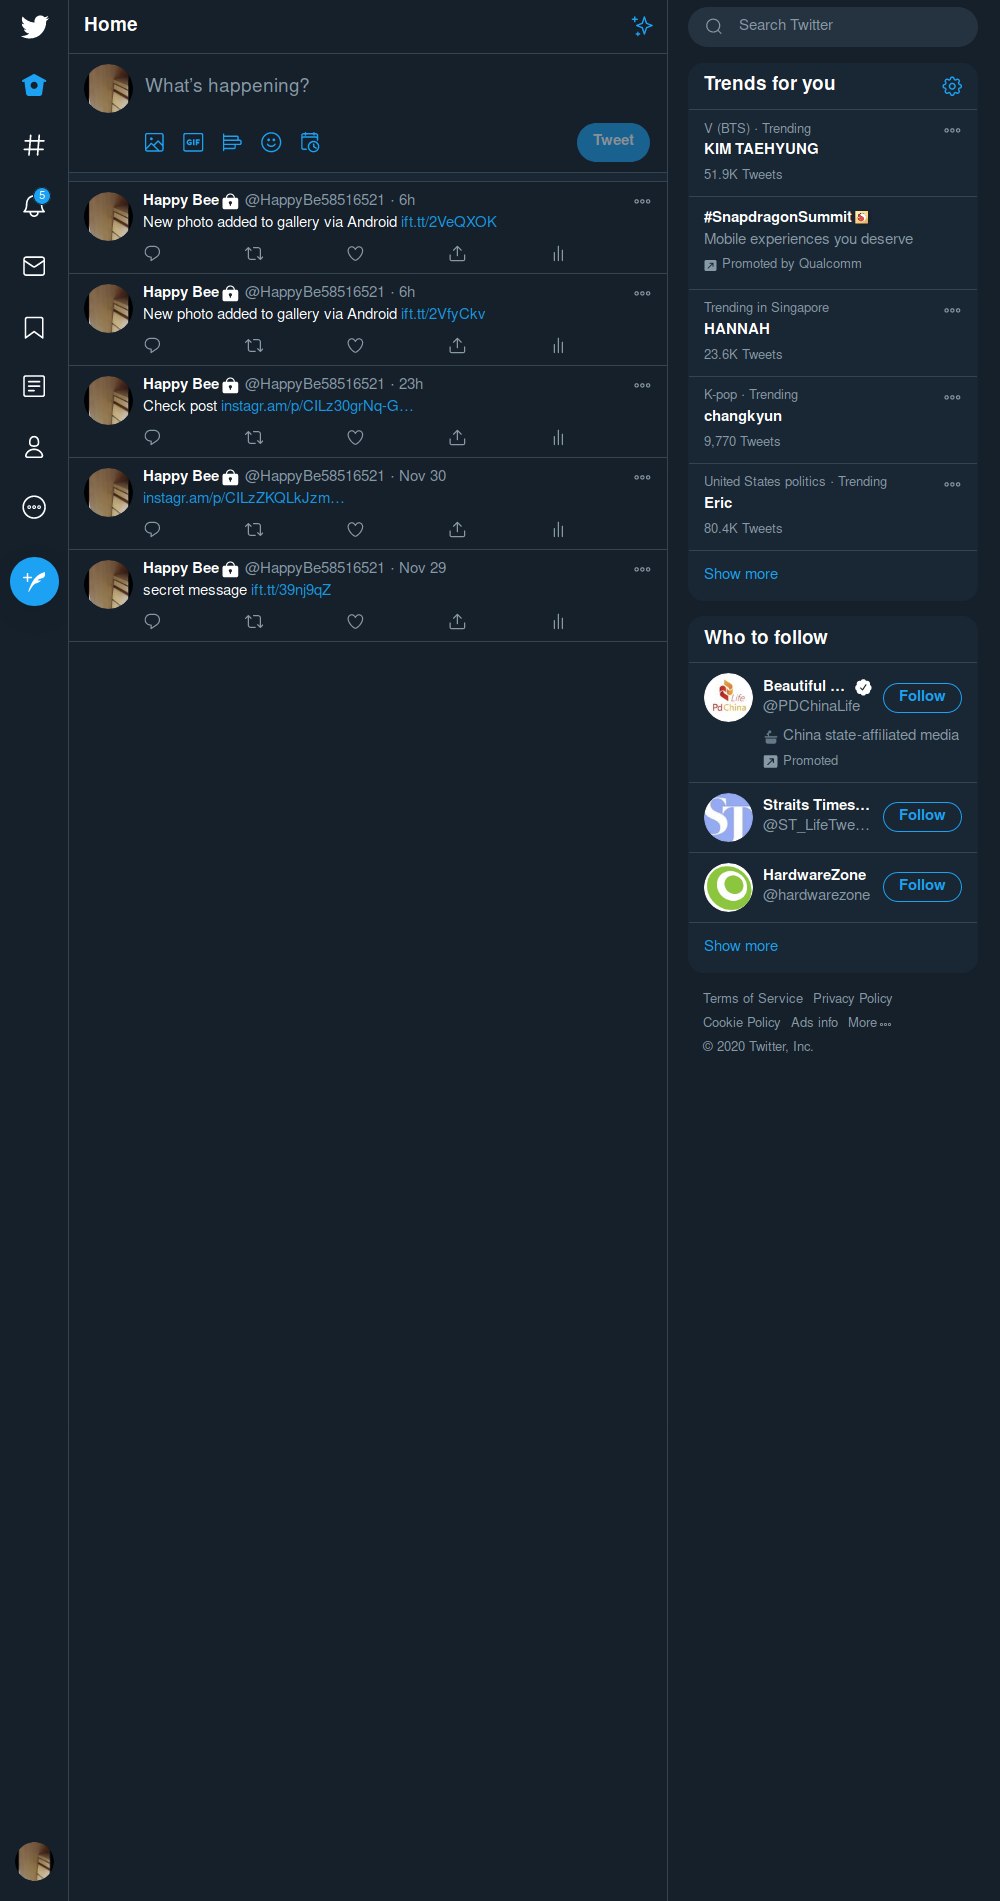 Home
What's happening?
GIF
Tweet
5
Happy Bee @HappyBe58516521 · 6h
New photo added to gallery via Android ift.tt/2VeQXOK
Happy Bee @HappyBe58516521 · 6h
New photo added to gallery via Android ift.tt/2VfyCkv
Happy Bee @HappyBe58516521 · 23h
Check post instagr.am/p/CILz30grNq-G…
Happy Bee @HappyBe58516521 · Nov 30
instagr.am/p/CILzZKQLkJzm…
Happy Bee @HappyBe58516521 · Nov 29
secret message ift.tt/39nj9qZ
Search Twitter
Trends for you
V (BTS) · Trending
KIM TAEHYUNG
51.9K Tweets
#SnapdragonSummit
Mobile experiences you deserve
Promoted by Qualcomm
Trending in Singapore
HANNAH
23.6K Tweets
K-pop · Trending
changkyun
9,770 Tweets
United States politics · Trending
Eric
80.4K Tweets
Show more
Who to follow
Life
Pd China
Beautiful ...
@PDChinaLife
Follow
China state-affiliated media
Promoted
ST
Straits Times...
@ST_LifeTwe...
Follow
HardwareZone
@hardwarezone
Follow
Show more
Terms of Service Privacy Policy
Cookie Policy Ads info More
© 2020 Twitter, Inc.